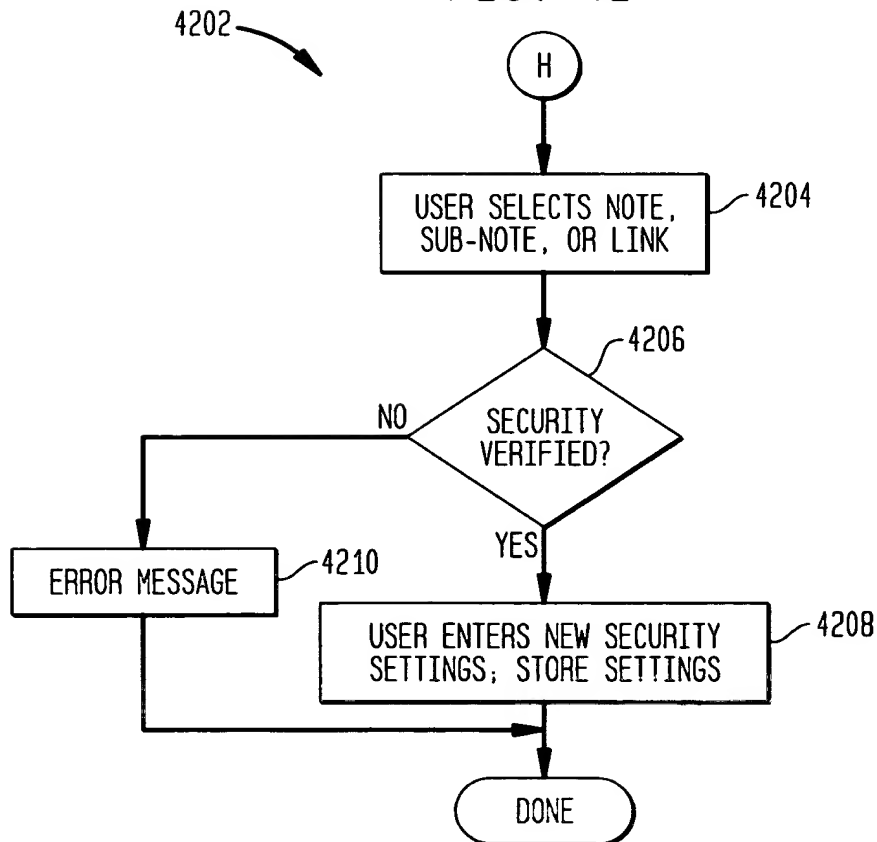 4202
H
USER SELECTS NOTE,
SUB-NOTE, OR LINK
4204
4206
SECURITY
VERIFIED?
NO
YES
ERROR MESSAGE
4210
USER ENTERS NEW SECURITY
SETTINGS; STORE SETTINGS
4208
DONE